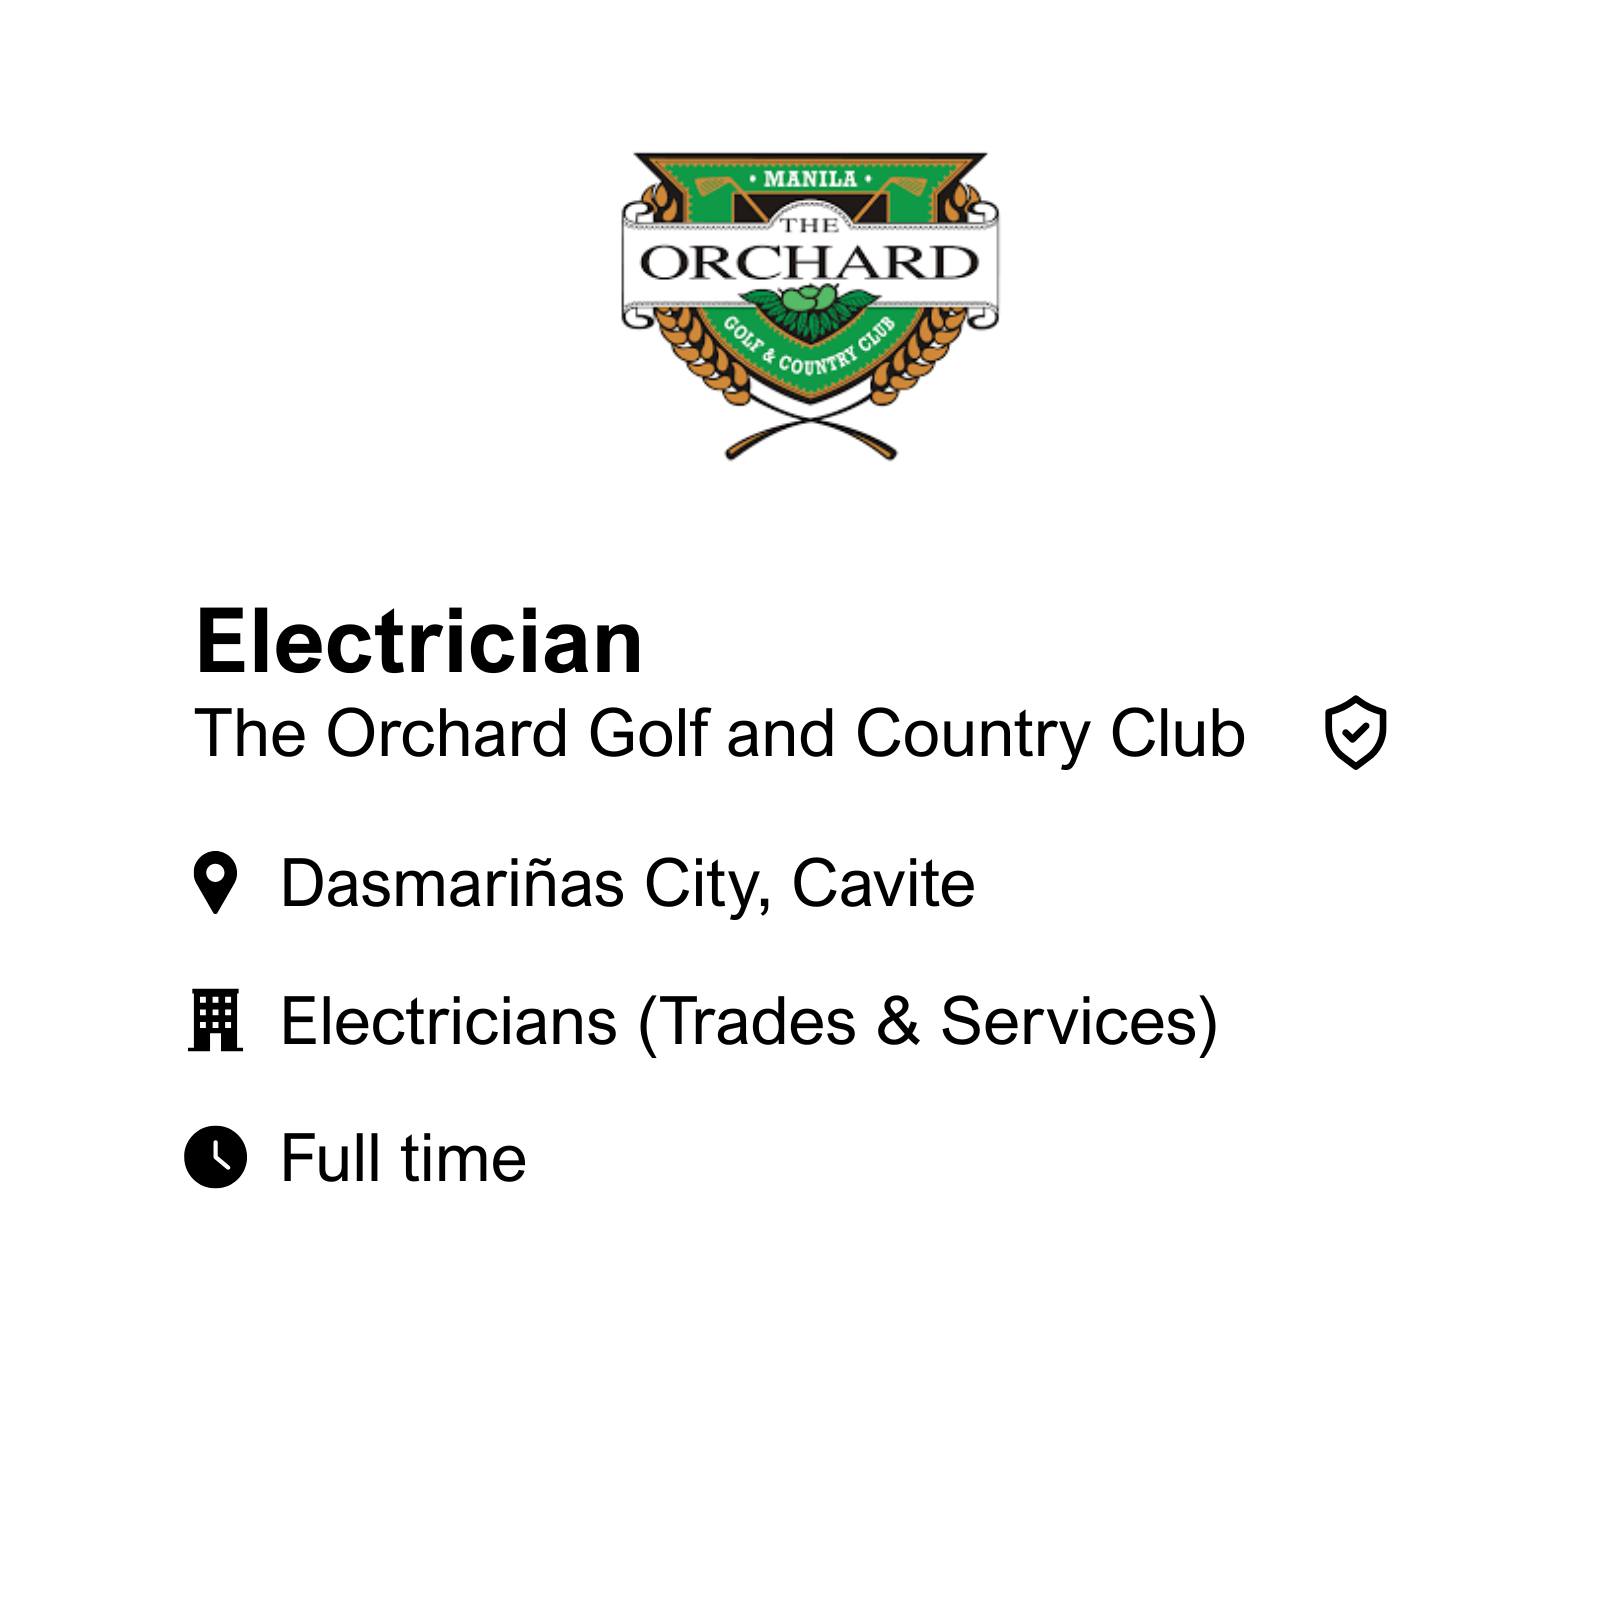 • MANILA •
THE
ORCHARD
GOLF & COUNTRY CLUB
Electrician
The Orchard Golf and Country Club
Dasmariñas City, Cavite
Electricians (Trades & Services)
Full time